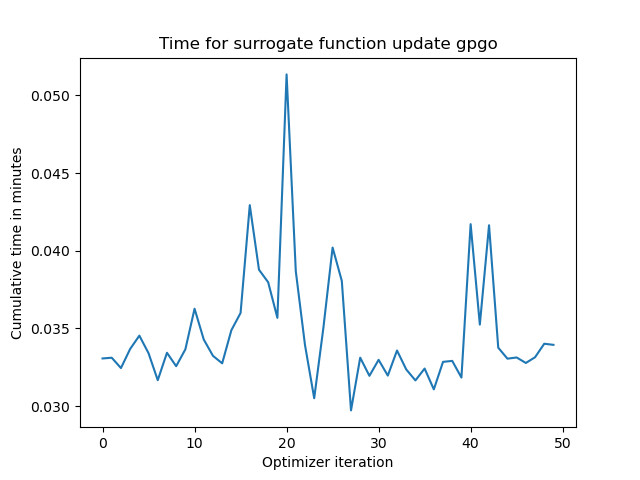 Time for surrogate function update gpgo
Cumulative time in minutes
0.050
0.045
0.040
0.035
0.030
0 10 20 30 40 50
Optimizer iteration